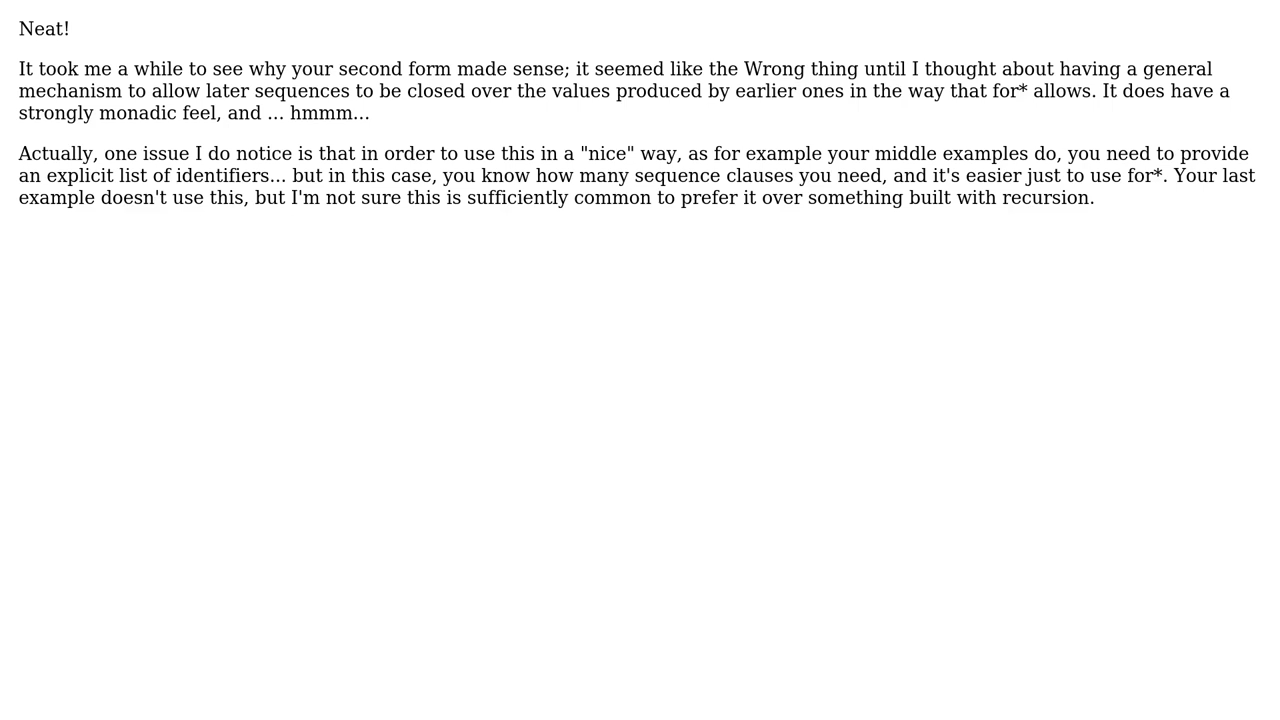 Neat!
It took me a while to see why your second form made sense; it seemed like the Wrong thing until I thought about having a general
mechanism to allow later sequences to be closed over the values produced by earlier ones in the way that for* allows. It does have a
strongly monadic feel, and ... hmmm...
Actually, one issue I do notice is that in order to use this in a "nice" way, as for example your middle examples do, you need to provide
an explicit list of identifiers... but in this case, you know how many sequence clauses you need, and it's easier just to use for*. Your last
example doesn't use this, but I'm not sure this is sufficiently common to prefer it over something built with recursion.